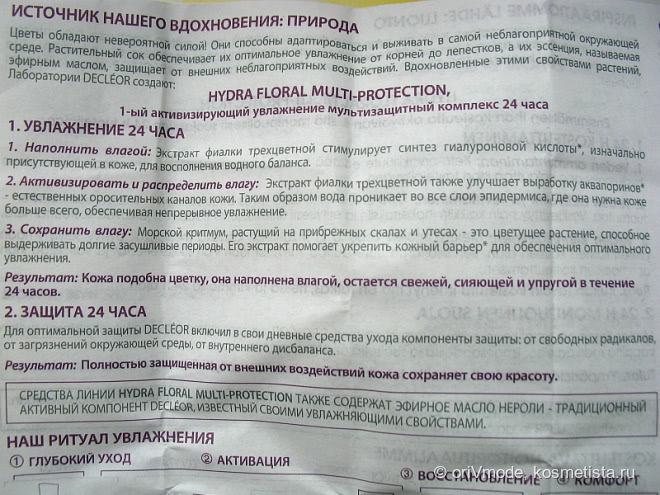 ИСТОЧНИК НАШЕГО ВДОХНОВЕНИЯ: ПРИРОДА
Цветы обладают невероятной силой! Они способны адаптироваться и выживать в самой неблагоприятной окружающей
среде. Растительный сок обеспечивает их оптимальное увлажнение от корней до лепестков, а их эссенция, называемая
эфирным маслом, защищает от внешних неблагоприятных воздействий. Вдохновленные этими свойствами растений,
Лаборатории DECLÉOR создают:
HYDRA FLORAL MULTI-PROTECTION,
1-ый активизирующий увлажнение мультизащитный комплекс 24 часа
1. УВЛАЖНЕНИЕ 24 ЧАСА
1. Наполнить влагой: Экстракт фиалки трехцветной стимулирует синтез гиалуроновой кислоты*, изначально
присутствующей в коже, для восполнения водного баланса.
2. Активизировать и распределить влагу: Экстракт фиалки трехцветной также улучшает выработку аквапоринов*
- естественных оросительных каналов кожи. Таким образом вода проникает во все слои эпидермиса, где она нужна коже
больше всего, обеспечивая непрерывное увлажнение.
3. Сохранить влагу: Морской критмум, растущий на прибрежных скалах и утесах - это цветущее растение, способное
выдерживать долгие засушливые периоды. Его экстракт помогает укрепить кожный барьер* для обеспечения оптимального
увлажнения.
Результат: Кожа подобна цветку, она наполнена влагой, остается свежей, сияющей и упругой в течение
24 часов.
2. ЗАЩИТА 24 ЧАСА
Для оптимальной защиты DECLÉOR включил в свои дневные средства ухода компоненты защиты: от свободных радикалов,
от загрязнений окружающей среды, от внутреннего дисбаланса.
Результат: Полностью защищенная от внешних воздействий кожа сохраняет свою красоту.
СРЕДСТВА ЛИНИИ HYDRA FLORAL MULTI-PROTECTION ТАКЖЕ СОДЕРЖАТ ЭФИРНОЕ МАСЛО НЕРОЛИ - ТРАДИЦИОННЫЙ
АКТИВНЫЙ КОМПОНЕНТ DECLÉOR, ИЗВЕСТНЫЙ СВОИМИ УВЛАЖНЯЮЩИМИ СВОЙСТВАМИ.
НАШ РИТУАЛ УВЛАЖНЕНИЯ
① ГЛУБОКИЙ УХОД ② АКТИВАЦИЯ ③ ВОССТАНОВЛЕНИЕ ④ КОМФОРТ
© oriVmode, kosmetista.ru